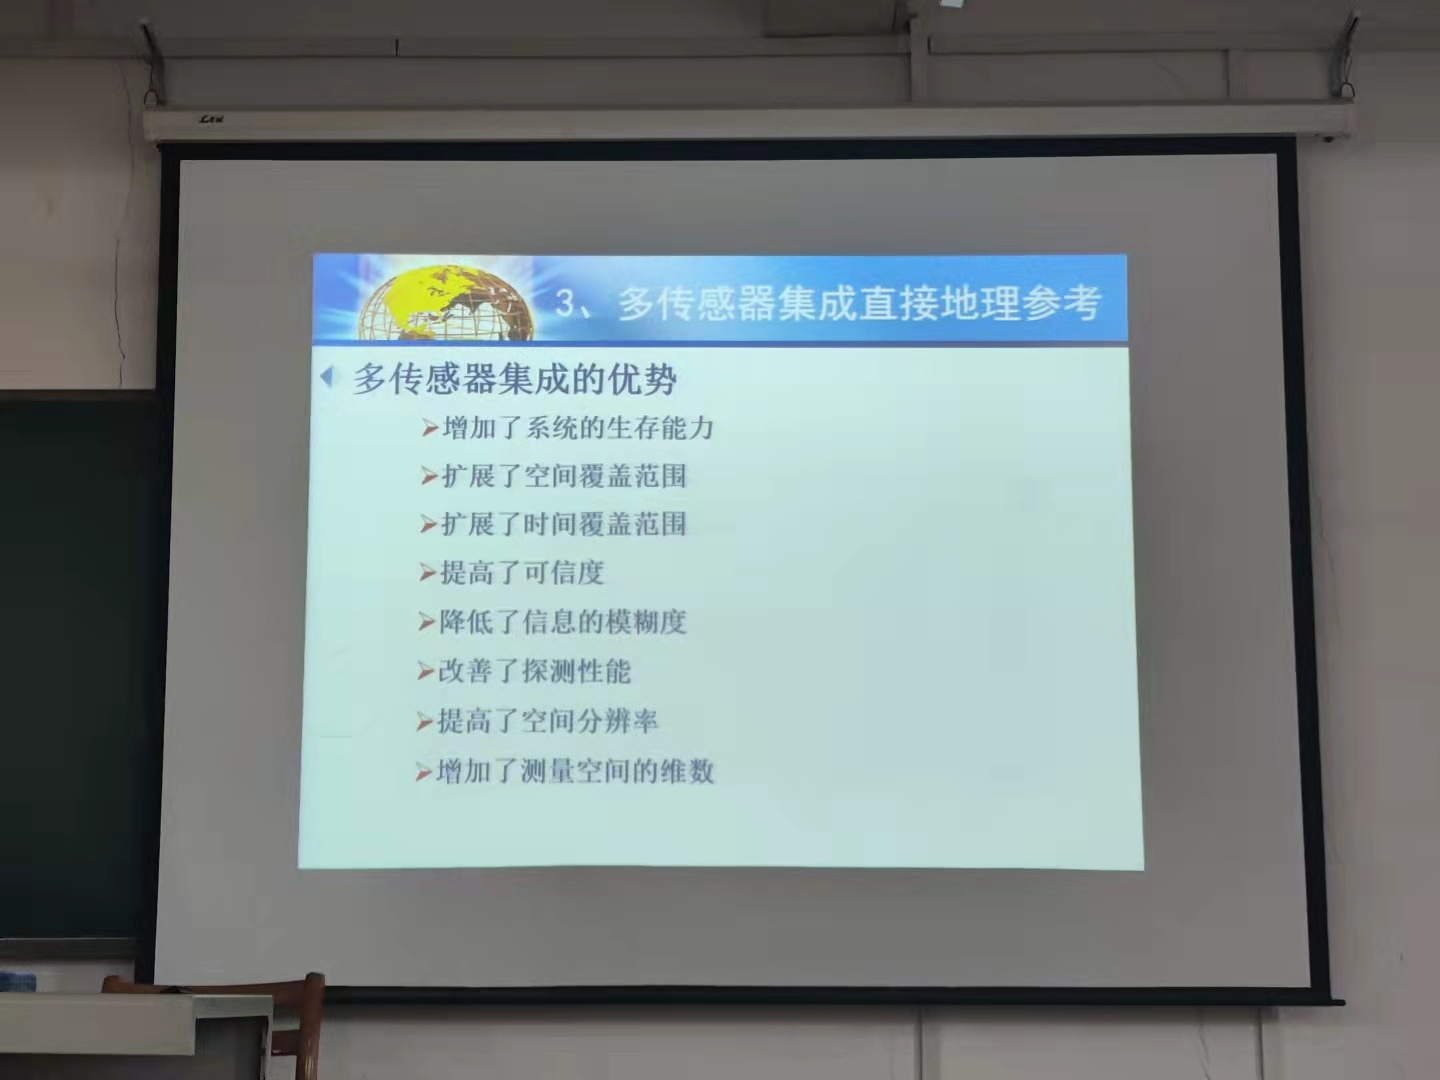 3、多传感器集成直接地理参考
多传感器集成的优势
增加了系统的生存能力
扩展了空间覆盖范围
扩展了时间覆盖范围
提高了可信度
降低了信息的模糊度
改善了探测性能
提高了空间分辨率
增加了测量空间的维数